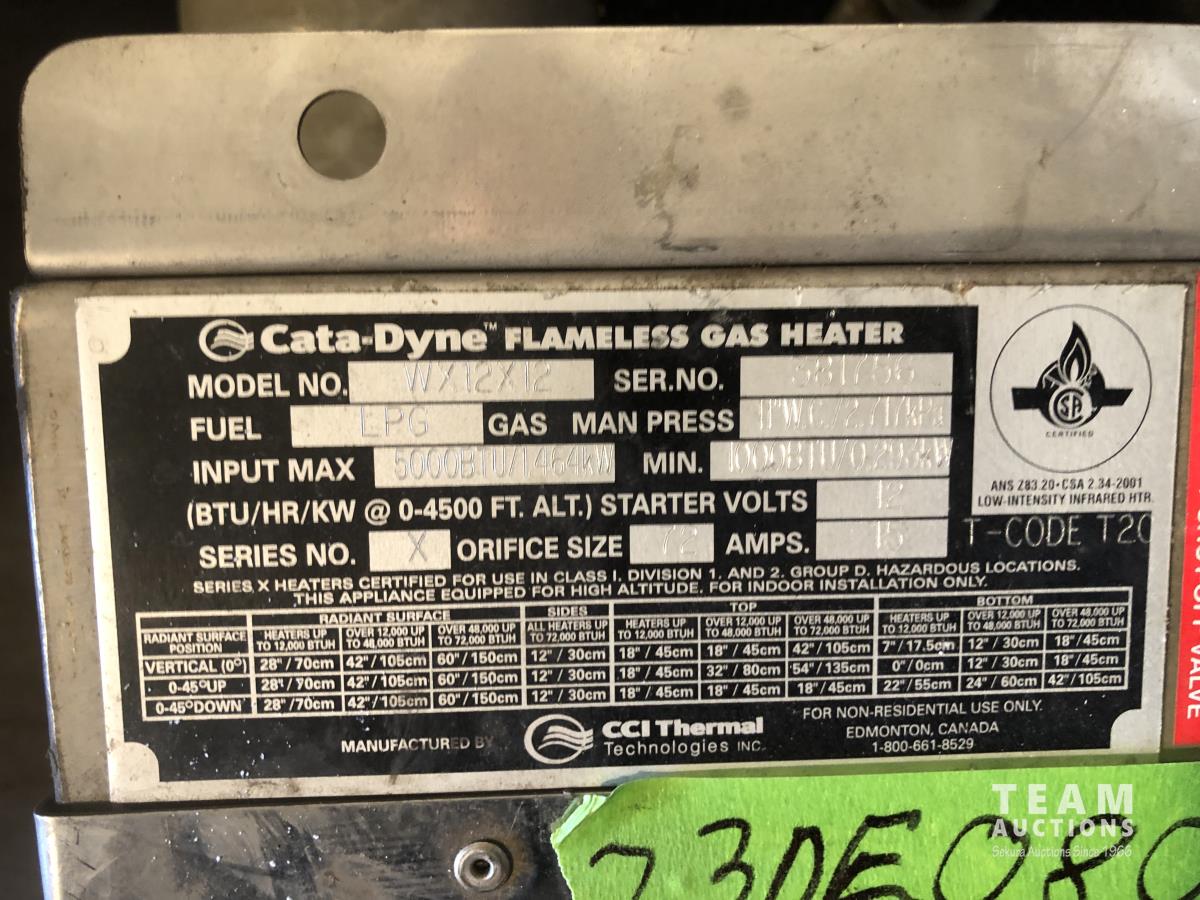 Cata-Dyne™ FLAMELESS GAS HEATER
MODEL NO. WX12X12 SER.NO. 581756
FUEL LPG GAS MAN PRESS 11"WC/2.717kPa
INPUT MAX 5000BTU/1.464kW MIN. 1000BTU/0.293kW
(BTU/HR/KW @ 0-4500 FT. ALT.) STARTER VOLTS 12
SERIES NO. X ORIFICE SIZE 72 AMPS. 15
SERIES X HEATERS CERTIFIED FOR USE IN CLASS I. DIVISION 1. AND 2. GROUP D. HAZARDOUS LOCATIONS.
THIS APPLIANCE EQUIPPED FOR HIGH ALTITUDE. FOR INDOOR INSTALLATION ONLY.
CSA
CERTIFIED
ANS Z83.20•CSA 2.34-2001
LOW-INTENSITY INFRARED HTR.
T-CODE T2C
RADIANT SURFACE SIDES TOP BOTTOM
RADIANT SURFACE POSITION HEATERS UP TO 12,000 BTUH OVER 12,000 UP TO 48,000 BTUH OVER 48,000 UP TO 72,000 BTUH ALL HEATERS UP TO 72,000 BTUH HEATERS UP TO 12,000 BTUH OVER 12,000 UP TO 48,000 BTUH OVER 48,000 UP TO 72,000 BTUH HEATERS UP TO 12,000 BTUH OVER 12,000 UP TO 48,000 BTUH OVER 48,000 UP TO 72,000 BTUH
VERTICAL (0°) 28"/70cm 42"/105cm 60"/150cm 12"/30cm 18"/45cm 18"/45cm 42"/105cm 7"/17.5cm 12"/30cm 18"/45cm
0-45°UP 28"/70cm 42"/105cm 60"/150cm 12"/30cm 18"/45cm 32"/80cm 54"/135cm 0"/0cm 12"/30cm 18"/45cm
0-45°DOWN 28"/70cm 42"/105cm 60"/150cm 12"/30cm 18"/45cm 18"/45cm 18"/45cm 22"/55cm 24"/60cm 42"/105cm
MANUFACTURED BY CCI Thermal Technologies INC.
FOR NON-RESIDENTIAL USE ONLY.
EDMONTON, CANADA
1-800-661-8529
VALVE
TEAM
AUCTIONS
Sekura Auctions Since 1966